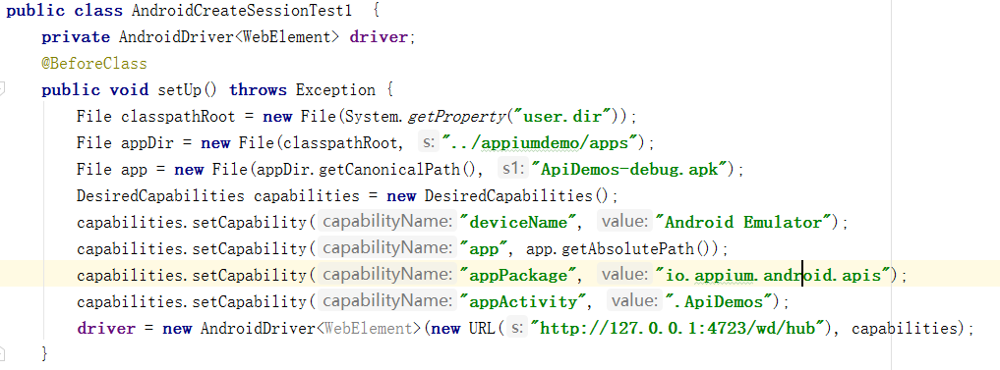 public class AndroidCreateSessionTest1  {
    private AndroidDriver<WebElement> driver;
    @BeforeClass
    public void setUp() throws Exception {
        File classpathRoot = new File(System.getProperty("user.dir"));
        File appDir = new File(classpathRoot, s: "../appiumdemo/apps");
        File app = new File(appDir.getCanonicalPath(), s1: "ApiDemos-debug.apk");
        DesiredCapabilities capabilities = new DesiredCapabilities();
        capabilities.setCapability( capabilityName: "deviceName", value: "Android Emulator");
        capabilities.setCapability( capabilityName: "app", app.getAbsolutePath());
        capabilities.setCapability( capabilityName: "appPackage", value: "io.appium.android.apis");
        capabilities.setCapability( capabilityName: "appActivity", value: ".ApiDemos");
        driver = new AndroidDriver<WebElement>(new URL( s: "http://127.0.0.1:4723/wd/hub"), capabilities);
    }